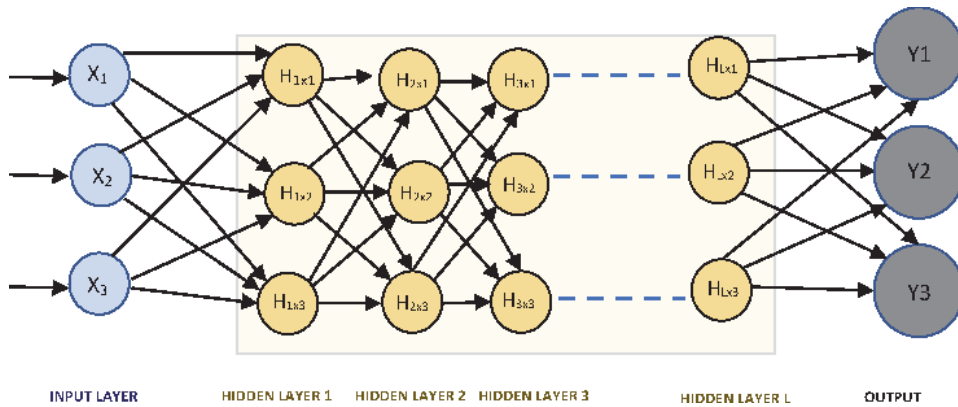 X1
X2
X3
H1x1
H1x2
H1x3
H2x1
H2x2
H2x3
H3x1
H3x2
H3x3
HLx1
HLx2
HLx3
Y1
Y2
Y3
INPUT LAYER HIDDEN LAYER 1 HIDDEN LAYER 2 HIDDEN LAYER 3 HIDDEN LAYER L OUTPUT